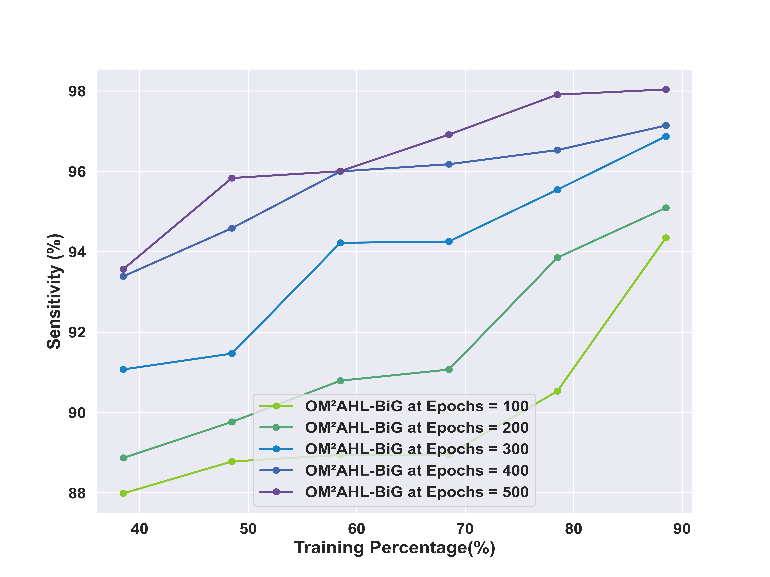 98
96
94
92
90
88
Sensitivity (%)
OM²AHL-BiG at Epochs = 100
OM²AHL-BiG at Epochs = 200
OM²AHL-BiG at Epochs = 300
OM²AHL-BiG at Epochs = 400
OM²AHL-BiG at Epochs = 500
40 50 60 70 80 90
Training Percentage(%)